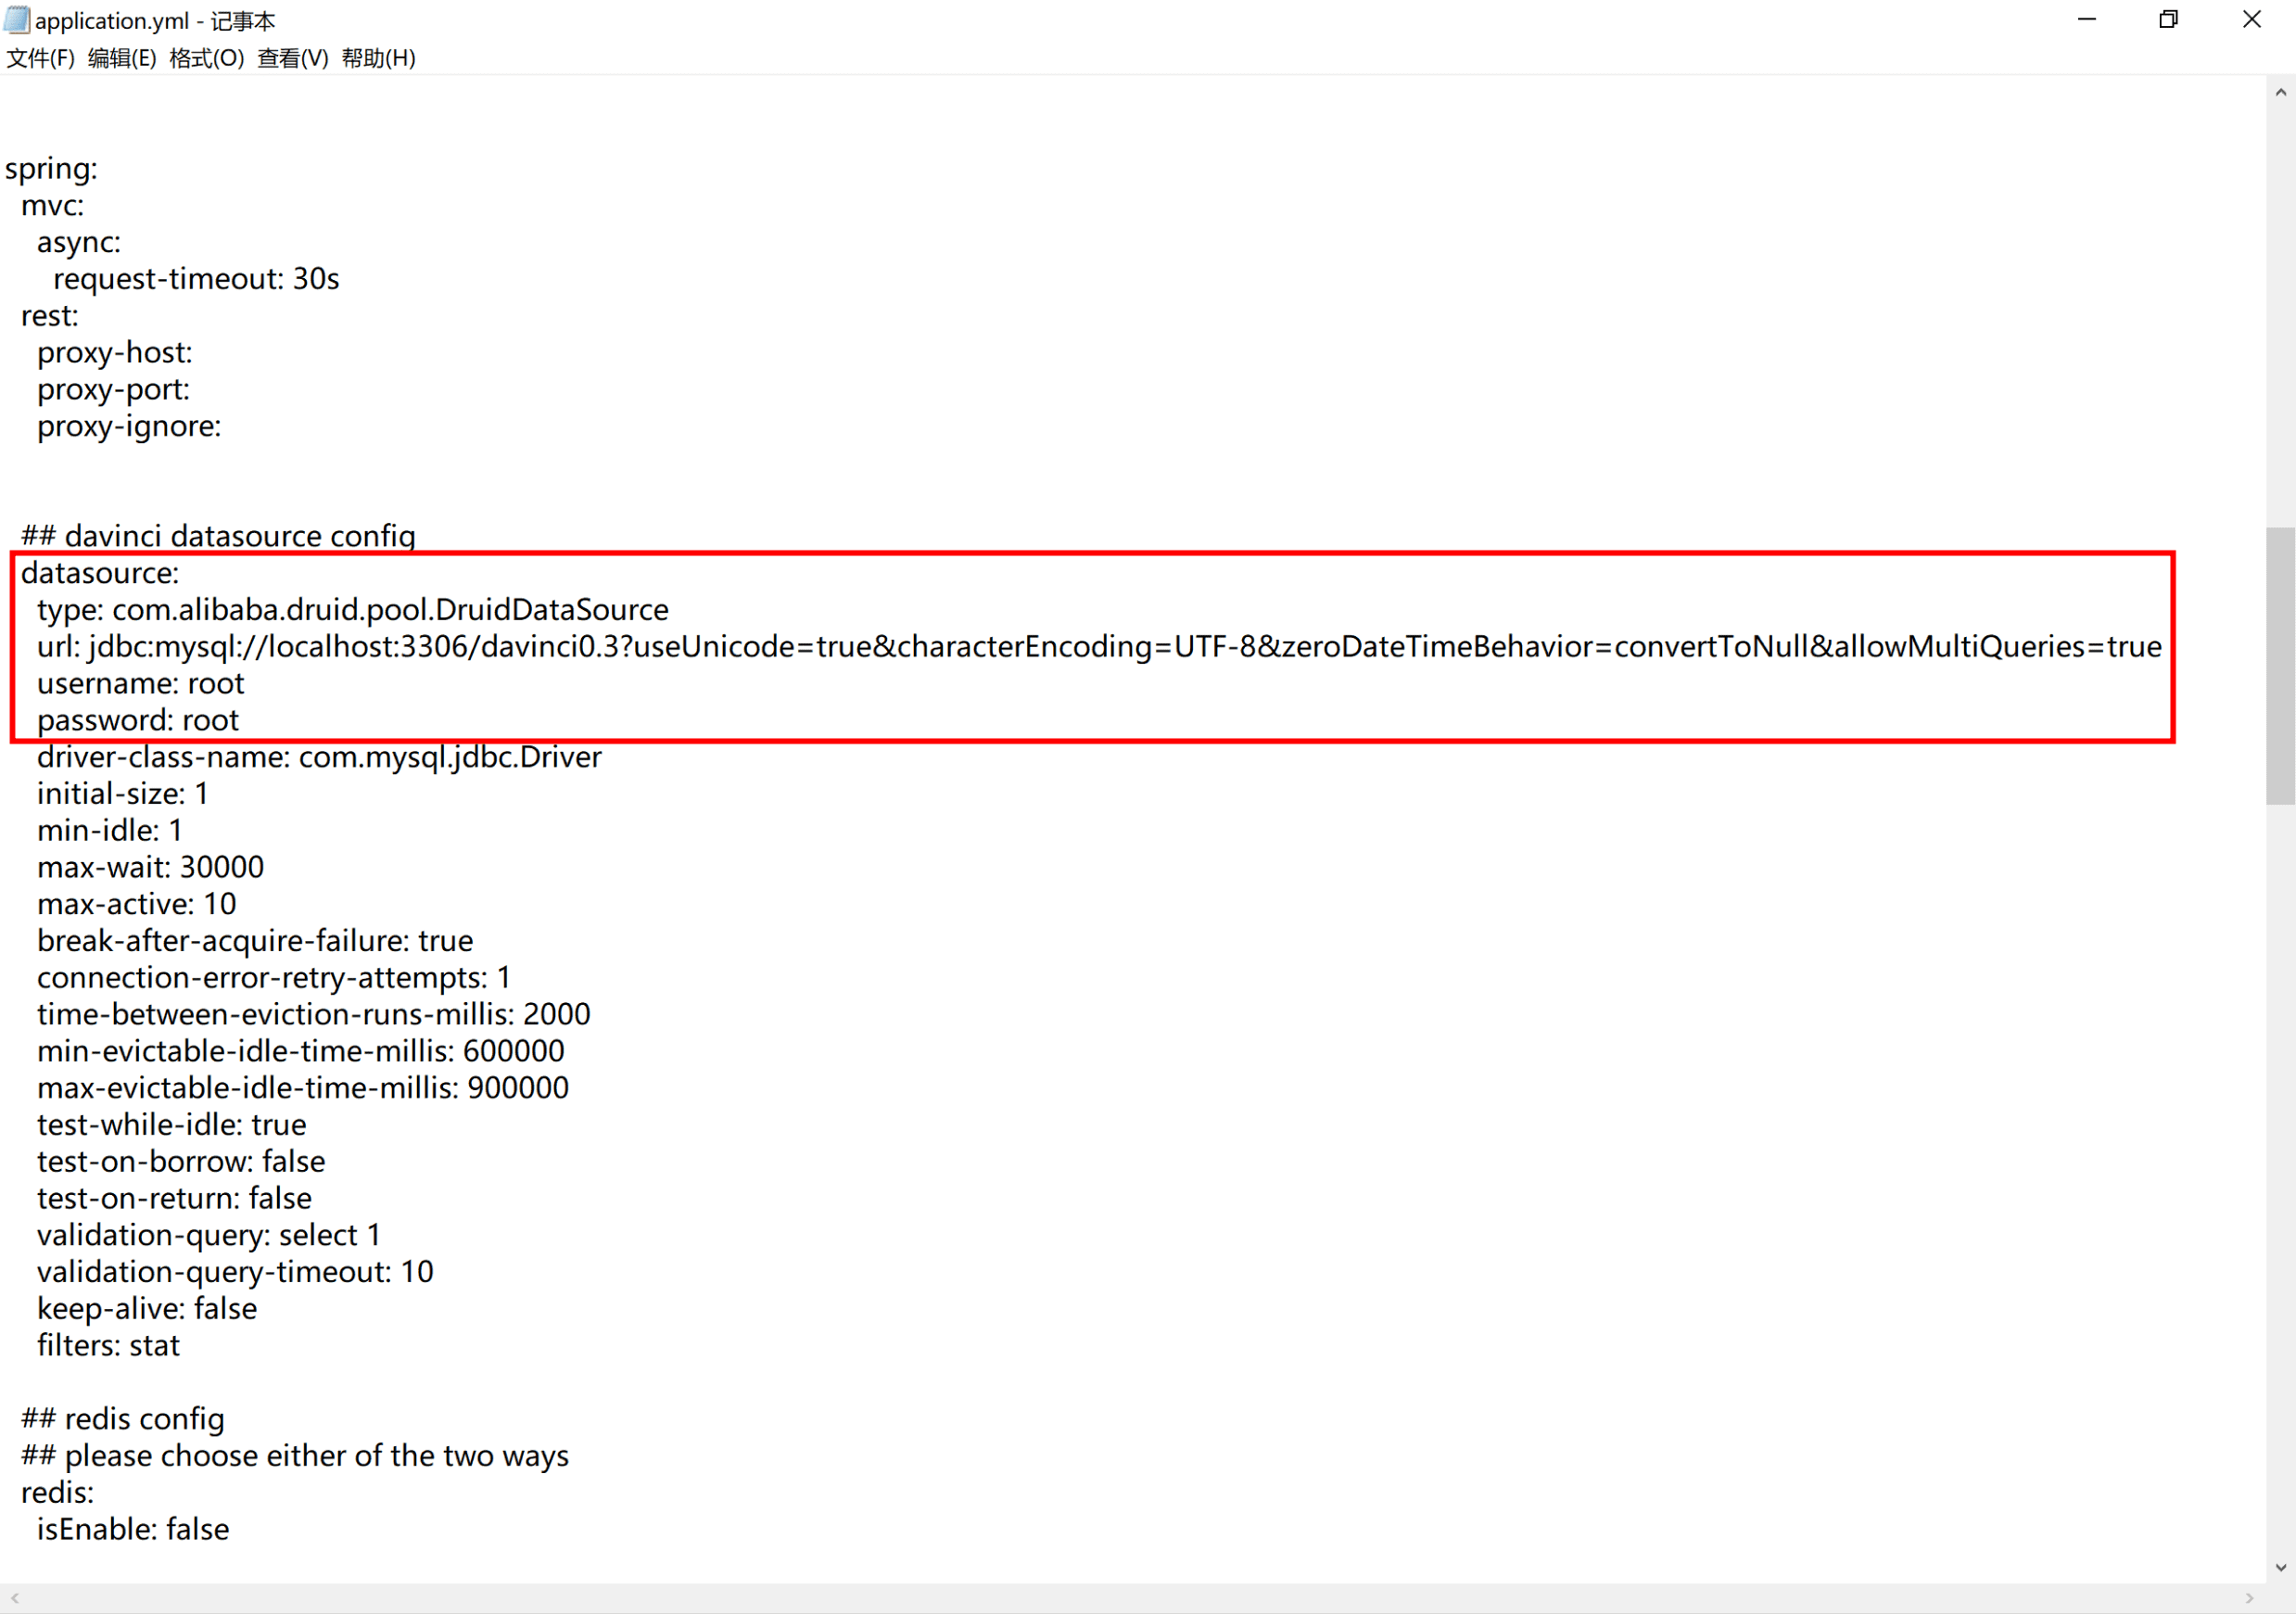 application.yml - 记事本
文件(F) 编辑(E) 格式(O) 查看(V) 帮助(H)
spring:
mvc:
async:
request-timeout: 30s
rest:
proxy-host:
proxy-port:
proxy-ignore:
## davinci datasource config
datasource:
type: com.alibaba.druid.pool.DruidDataSource
url: jdbc:mysql://localhost:3306/davinci0.3?useUnicode=true&characterEncoding=UTF-8&zeroDateTimeBehavior=convertToNull&allowMultiQueries=true
username: root
password: root
driver-class-name: com.mysql.jdbc.Driver
initial-size: 1
min-idle: 1
max-wait: 30000
max-active: 10
break-after-acquire-failure: true
connection-error-retry-attempts: 1
time-between-eviction-runs-millis: 2000
min-evictable-idle-time-millis: 600000
max-evictable-idle-time-millis: 900000
test-while-idle: true
test-on-borrow: false
test-on-return: false
validation-query: select 1
validation-query-timeout: 10
keep-alive: false
filters: stat
## redis config
## please choose either of the two ways
redis:
isEnable: false